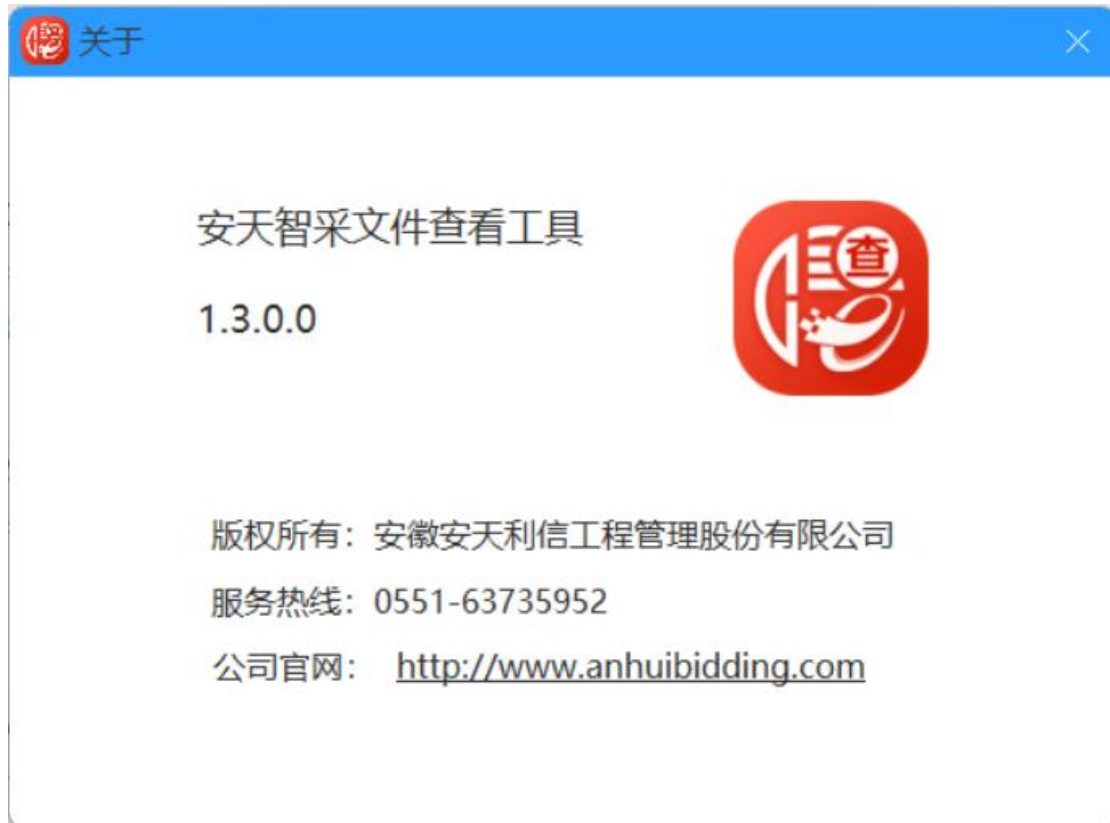 关于
安天智采文件查看工具
查
1.3.0.0
版权所有：安徽安天利信工程管理股份有限公司
服务热线：0551-63735952
公司官网： http://www.anhuibidding.com